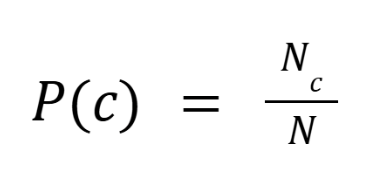 P(c) = N_c / N